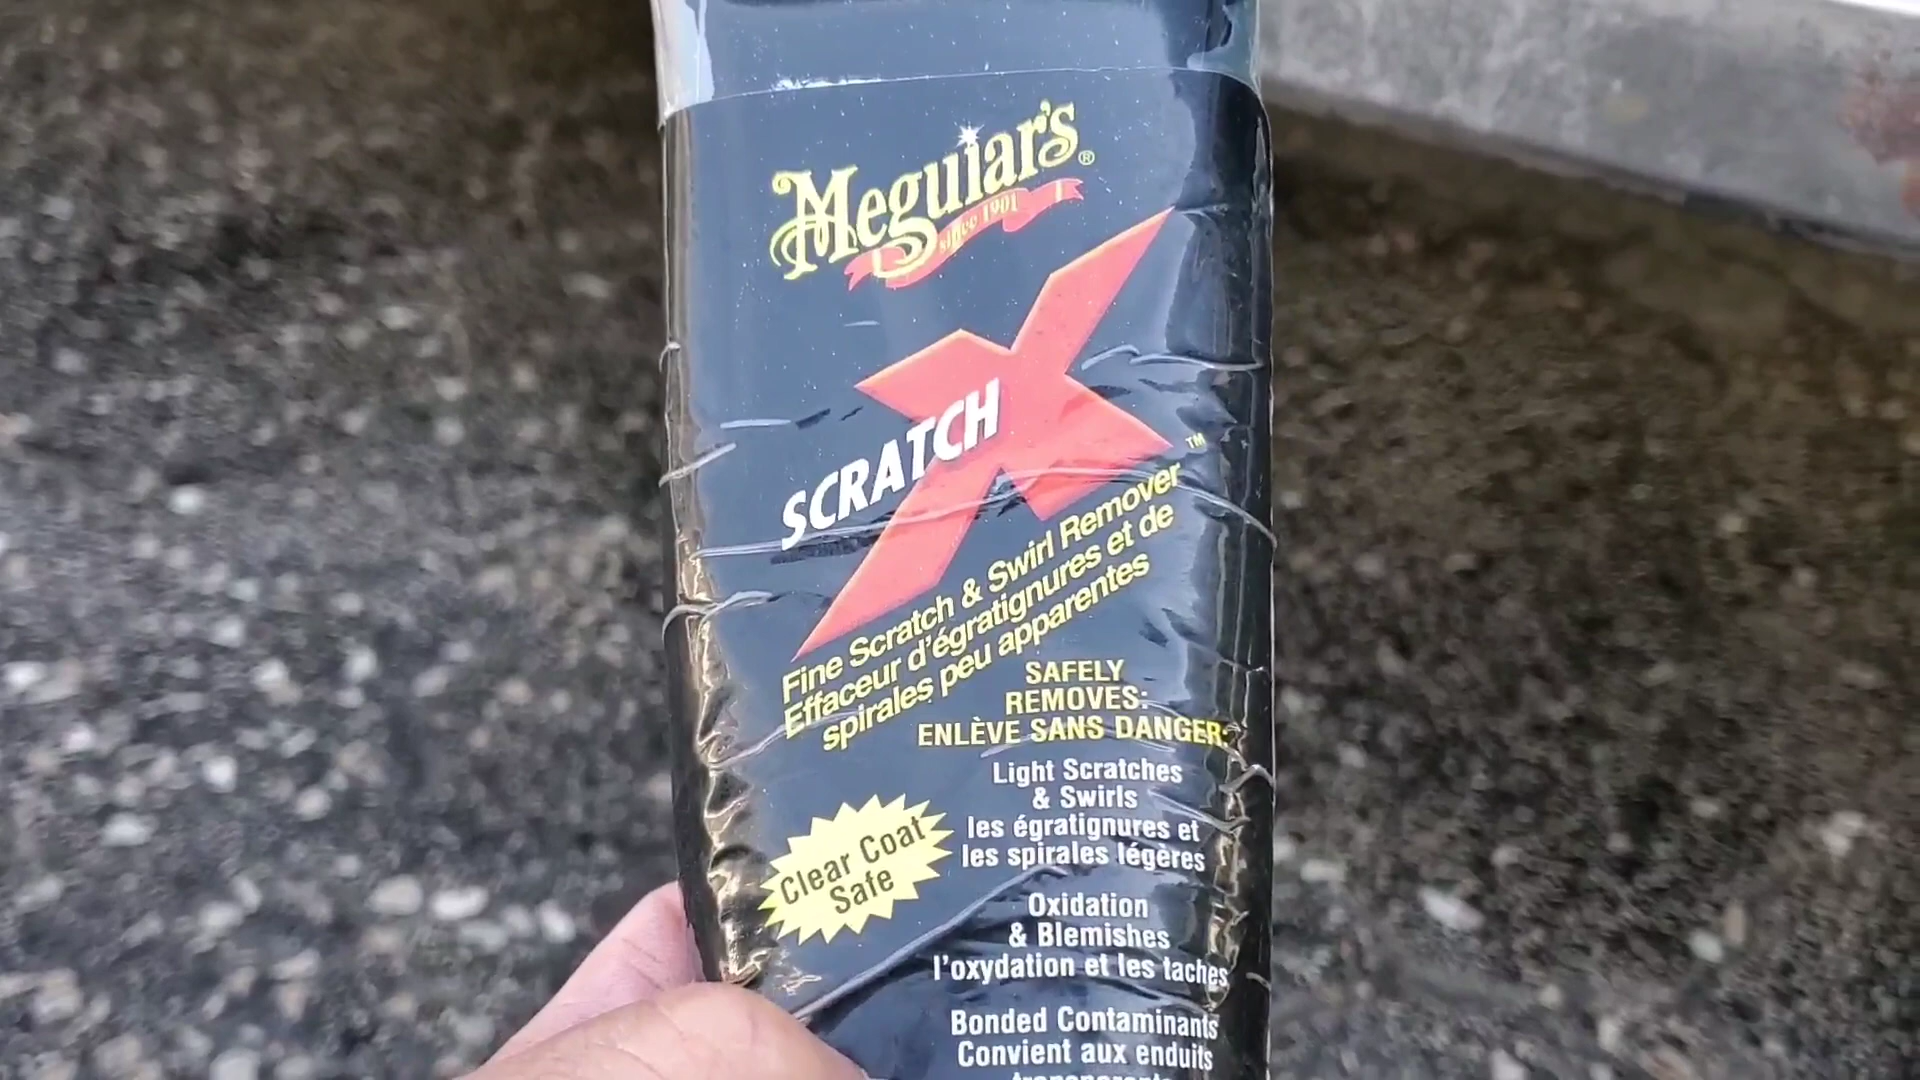 Meguiar's®
since 1901
SCRATCH X ™
Fine Scratch & Swirl Remover
Effaceur d'égratignures et de
spirales peu apparentes
SAFELY
REMOVES:
ENLÈVE SANS DANGER:
Light Scratches
& Swirls
les égratignures et
les spirales légères
Clear Coat
Safe
Oxidation
& Blemishes
l'oxydation et les taches
Bonded Contaminants
Convient aux enduits